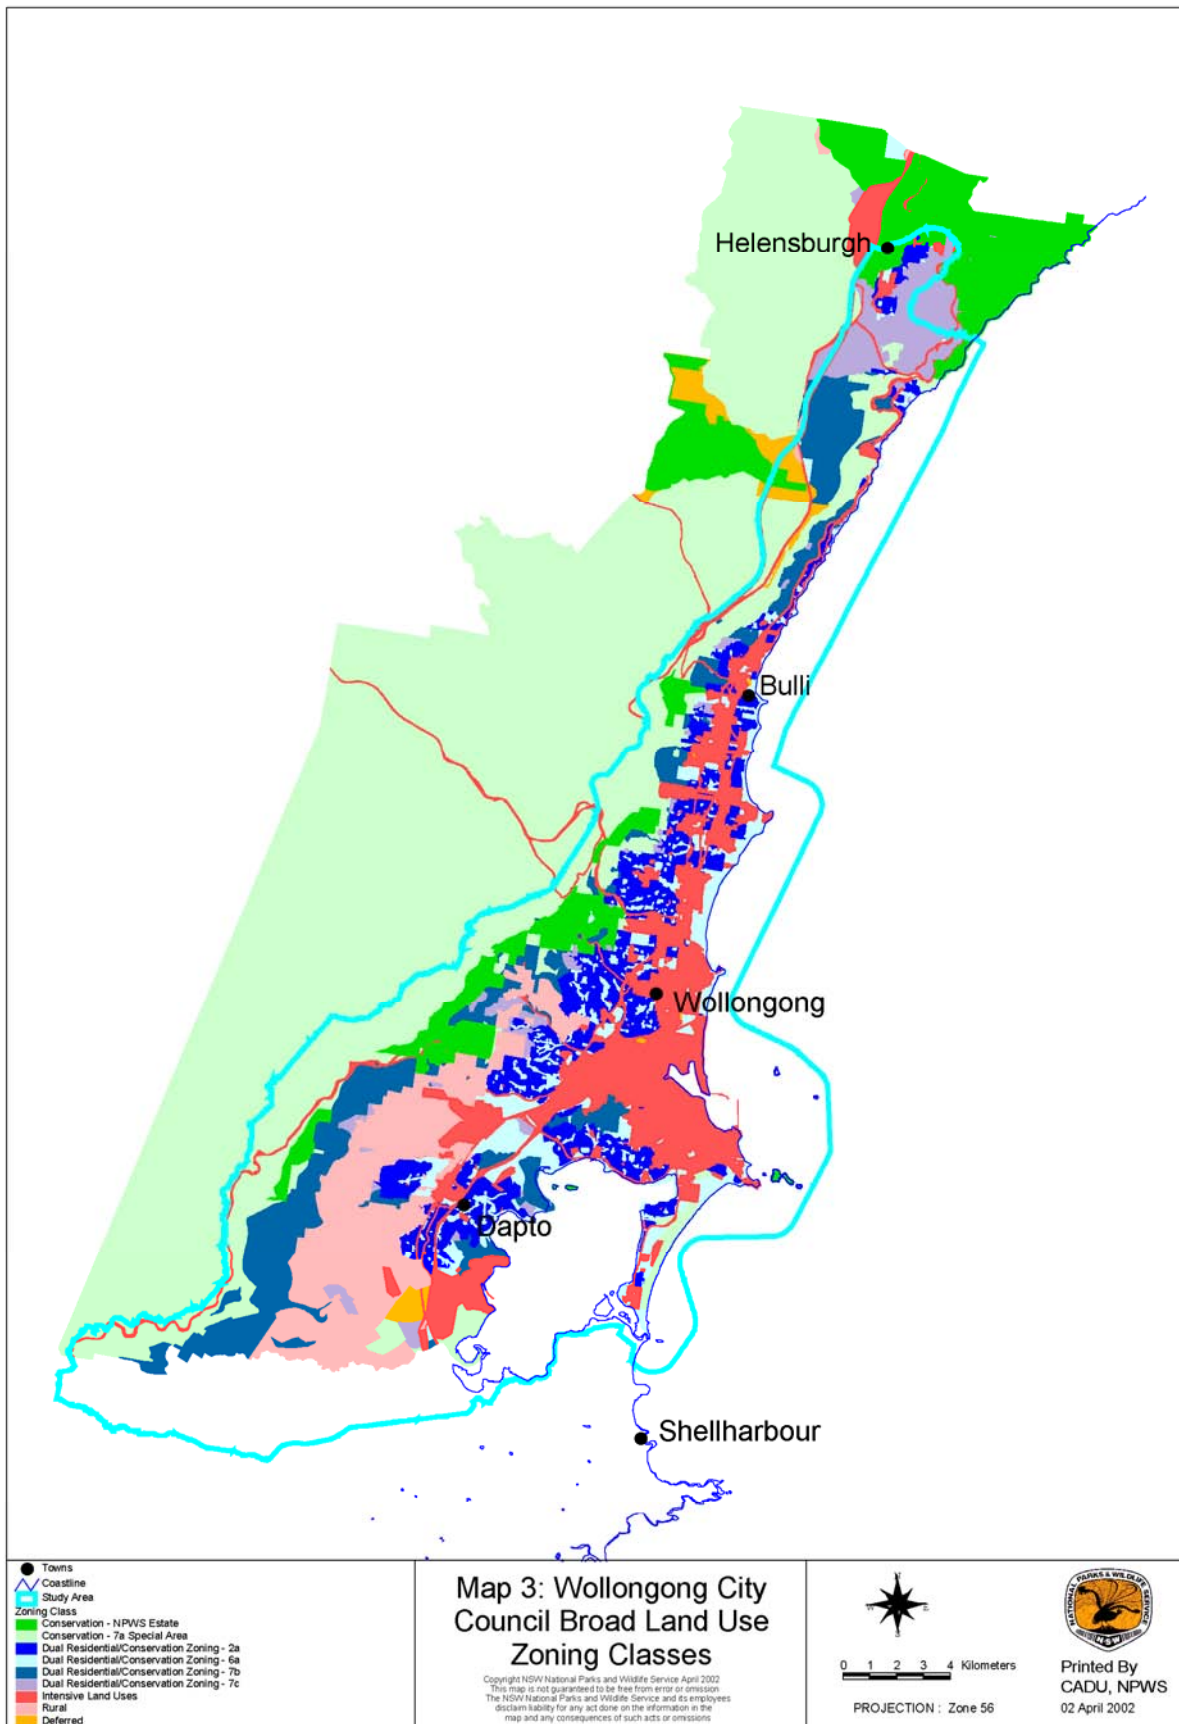 Helensburgh
Bulli
Wollongong
Dapto
Shellharbour
Towns
Coastline
Study Area
Zoning Class
Conservation - NPWS Estate
Conservation - 7a Special Area
Dual Residential/Conservation Zoning - 2a
Dual Residential/Conservation Zoning - 6a
Dual Residential/Conservation Zoning - 7b
Dual Residential/Conservation Zoning - 7c
Intensive Land Uses
Rural
Deferred
Map 3: Wollongong City
Council Broad Land Use
Zoning Classes
Copyright NSW National Parks and Wildlife Service April 2002
This map is not guaranteed to be free from error or omission
The NSW National Parks and Wildlife Service and its employees
disclaim liability for any act done on the information in the
map and any consequences of such acts or omissions
N
W E
S
0 1 2 3 4 Kilometers
PROJECTION : Zone 56
NATIONAL PARKS & WILDLIFE SERVICE
NSW
Printed By
CADU, NPWS
02 April 2002